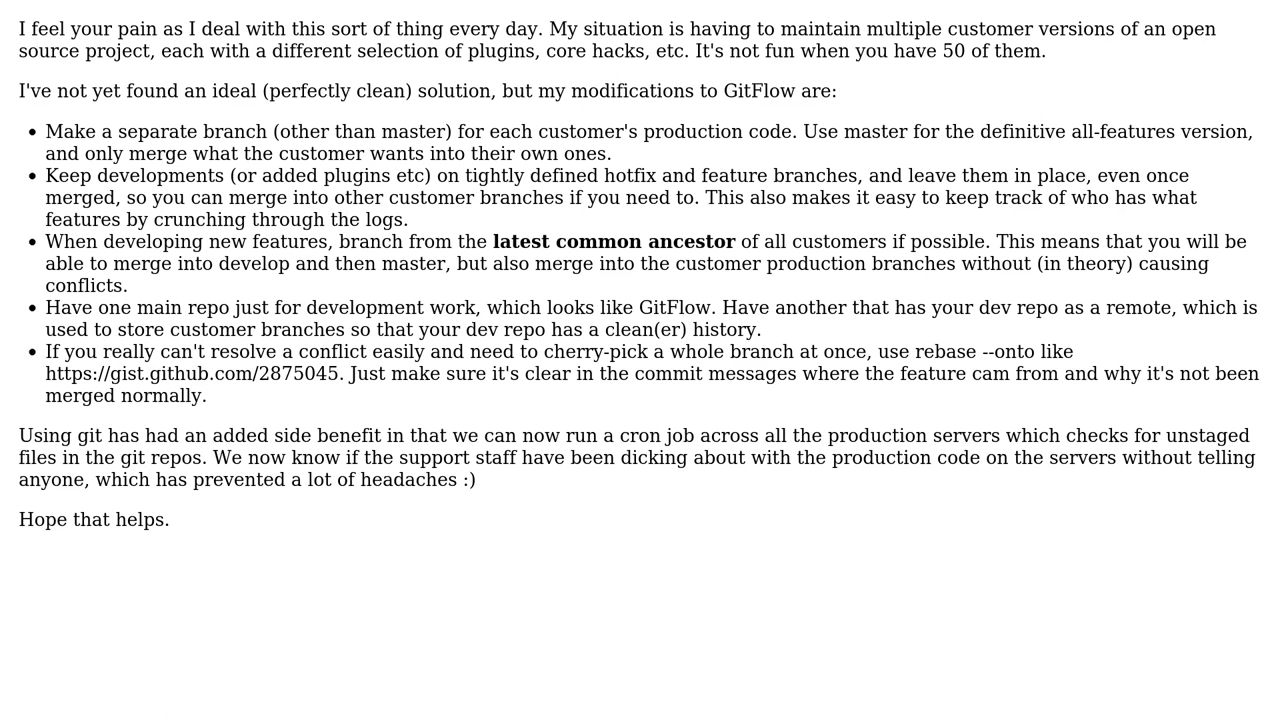 I feel your pain as I deal with this sort of thing every day. My situation is having to maintain multiple customer versions of an open
source project, each with a different selection of plugins, core hacks, etc. It's not fun when you have 50 of them.
I've not yet found an ideal (perfectly clean) solution, but my modifications to GitFlow are:
• Make a separate branch (other than master) for each customer's production code. Use master for the definitive all-features version,
and only merge what the customer wants into their own ones.
• Keep developments (or added plugins etc) on tightly defined hotfix and feature branches, and leave them in place, even once
merged, so you can merge into other customer branches if you need to. This also makes it easy to keep track of who has what
features by crunching through the logs.
• When developing new features, branch from the latest common ancestor of all customers if possible. This means that you will be
able to merge into develop and then master, but also merge into the customer production branches without (in theory) causing
conflicts.
• Have one main repo just for development work, which looks like GitFlow. Have another that has your dev repo as a remote, which is
used to store customer branches so that your dev repo has a clean(er) history.
• If you really can't resolve a conflict easily and need to cherry-pick a whole branch at once, use rebase --onto like
https://gist.github.com/2875045. Just make sure it's clear in the commit messages where the feature cam from and why it's not been
merged normally.
Using git has had an added side benefit in that we can now run a cron job across all the production servers which checks for unstaged
files in the git repos. We now know if the support staff have been dicking about with the production code on the servers without telling
anyone, which has prevented a lot of headaches :)
Hope that helps.